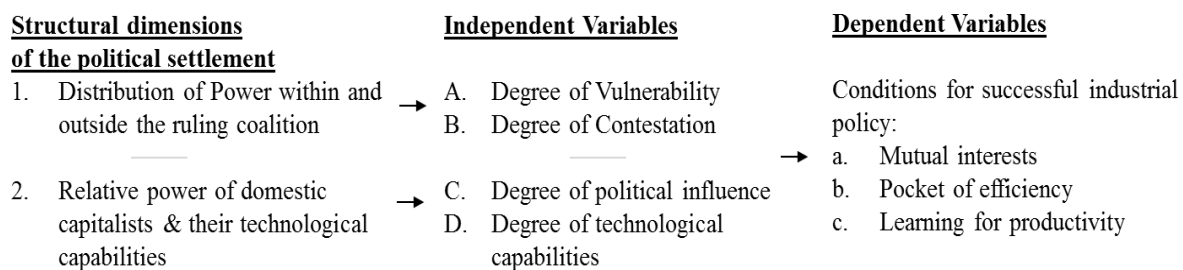 Structural dimensions
of the political settlement
1. Distribution of Power within and
outside the ruling coalition
2. Relative power of domestic
capitalists & their technological
capabilities
Independent Variables
A. Degree of Vulnerability
B. Degree of Contestation
C. Degree of political influence
D. Degree of technological
capabilities
Dependent Variables
Conditions for successful industrial
policy:
a. Mutual interests
b. Pocket of efficiency
c. Learning for productivity